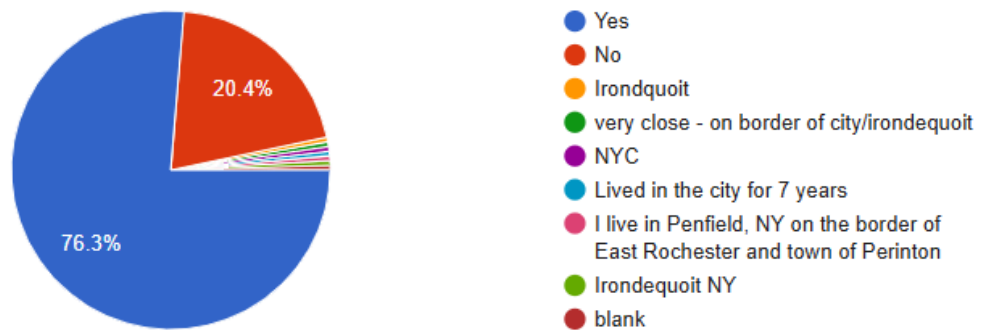 Yes
No
20.4%
Irondquoit
very close - on border of city/irondequoit
NYC
Lived in the city for 7 years
I live in Penfield, NY on the border of
76.3%
East Rochester and town of Perinton
Irondequoit NY
blank